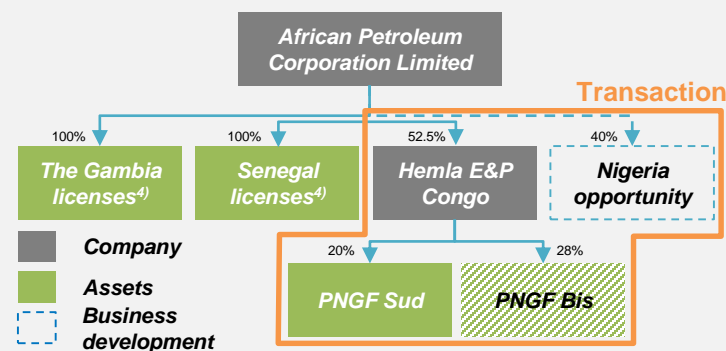 African Petroleum
Corporation Limited
Transaction
100%
100%
52.5%
40%
The Gambia
licenses4)
Senegal
licenses4)
Hemla E&P
Congo
Nigeria
opportunity
Company
20%
28%
Assets
PNGF Sud
PNGF Bis
Business
development